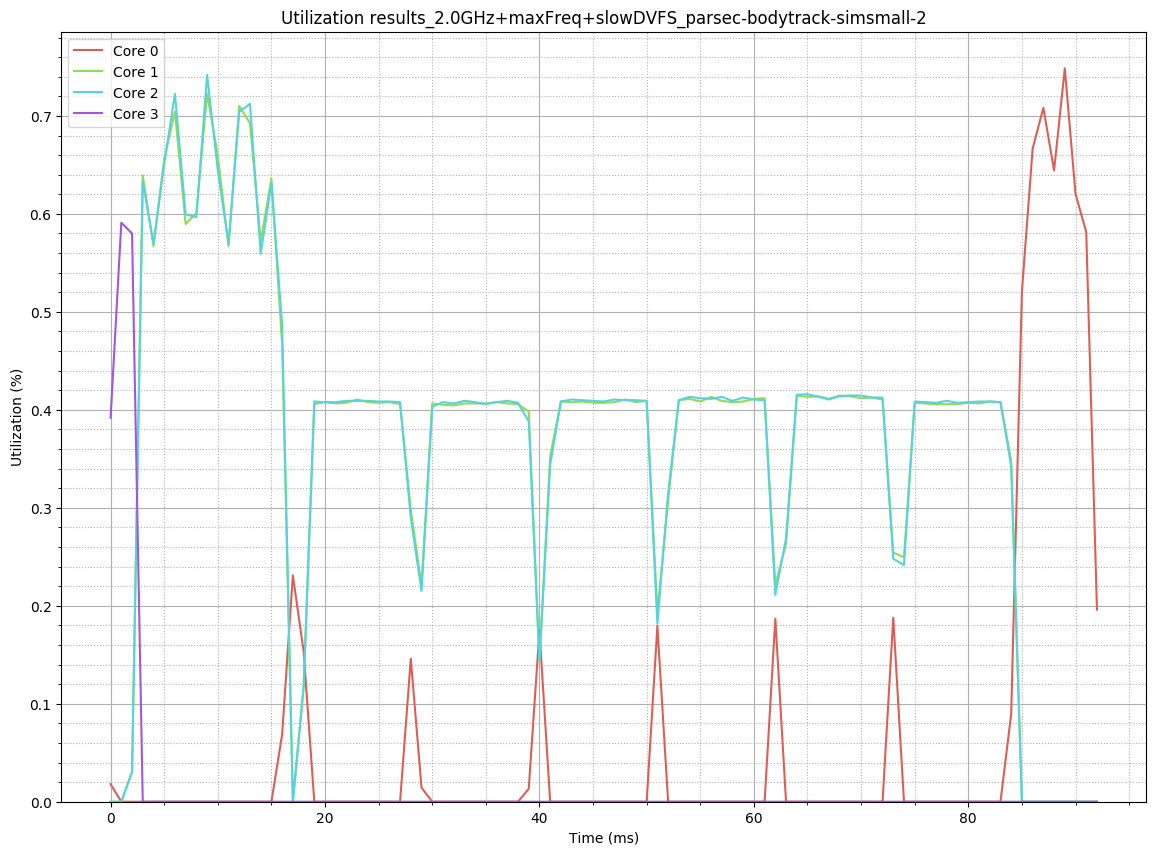 Utilization results_2.0GHz+maxFreq+slowDVFS_parsec-bodytrack-simsmall-2
Core 0
Core 1
Core 2
Core 3
Utilization (%)
0.7
0.6
0.5
0.4
0.3
0.2
0.1
0.0
0
20
40
60
80
Time (ms)